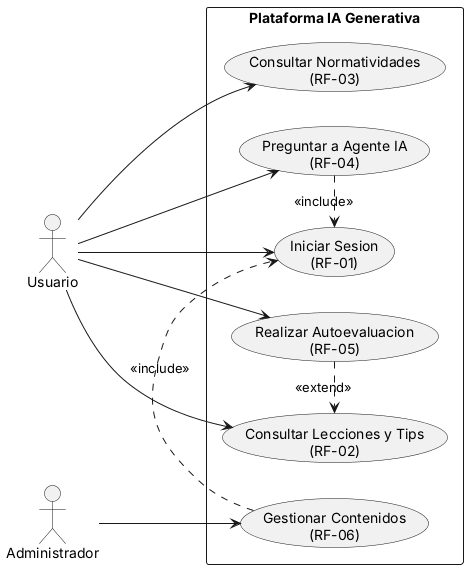 Plataforma IA Generativa
Consultar Normatividades
(RF-03)
Preguntar a Agente IA
(RF-04)
«include»
Iniciar Sesion
(RF-01)
Usuario
Realizar Autoevaluacion
(RF-05)
«include»
«extend»
Consultar Lecciones y Tips
(RF-02)
Gestionar Contenidos
(RF-06)
Administrador